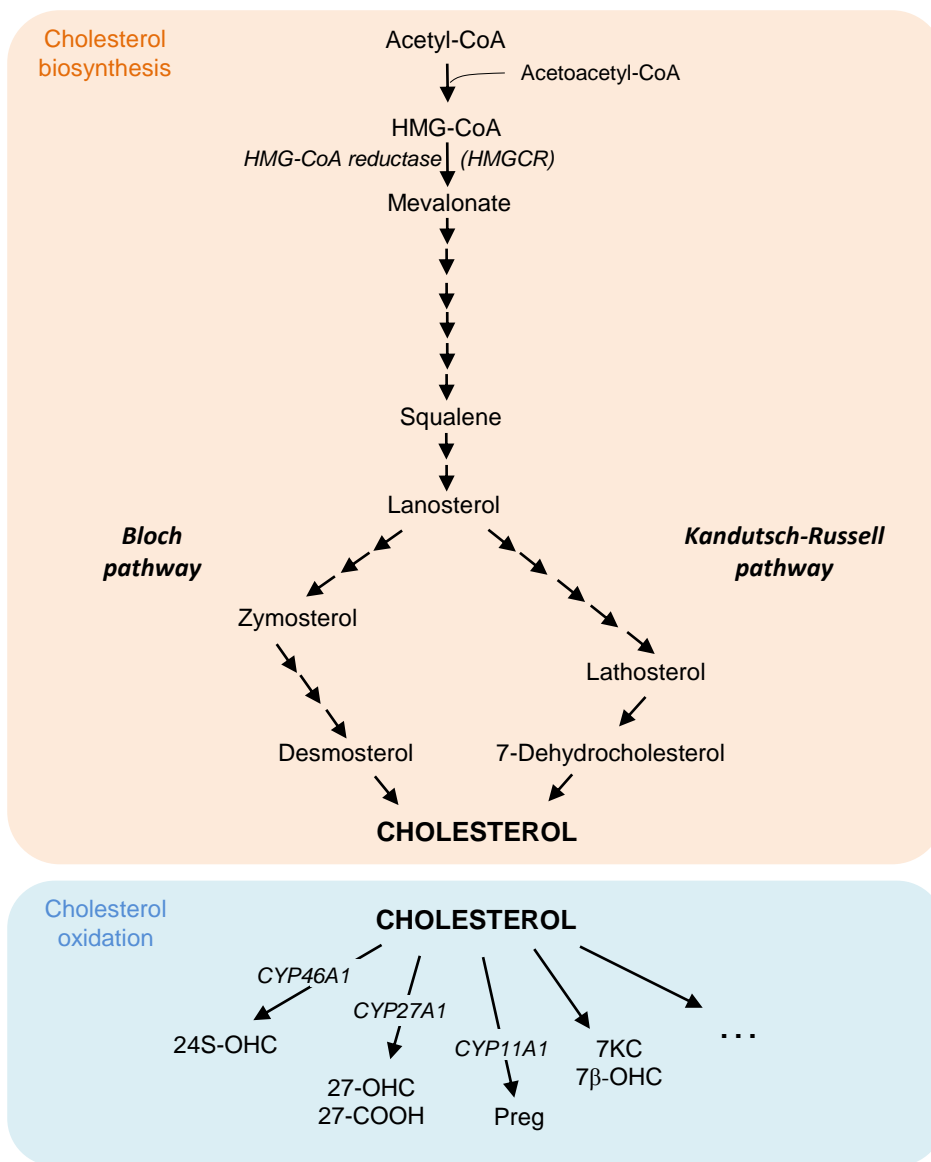 Cholesterol
biosynthesis
Acetyl-CoA
Acetoacetyl-CoA
HMG-CoA
HMG-CoA reductase (HMGCR)
Mevalonate
Squalene
Lanosterol
Bloch
pathway
Kandutsch-Russell
pathway
Zymosterol
Lathosterol
Desmosterol
7-Dehydrocholesterol
CHOLESTEROL
Cholesterol
oxidation
CHOLESTEROL
CYP46A1
CYP27A1
CYP11A1
24S-OHC
27-OHC
27-COOH
Preg
7KC
7β-OHC
...